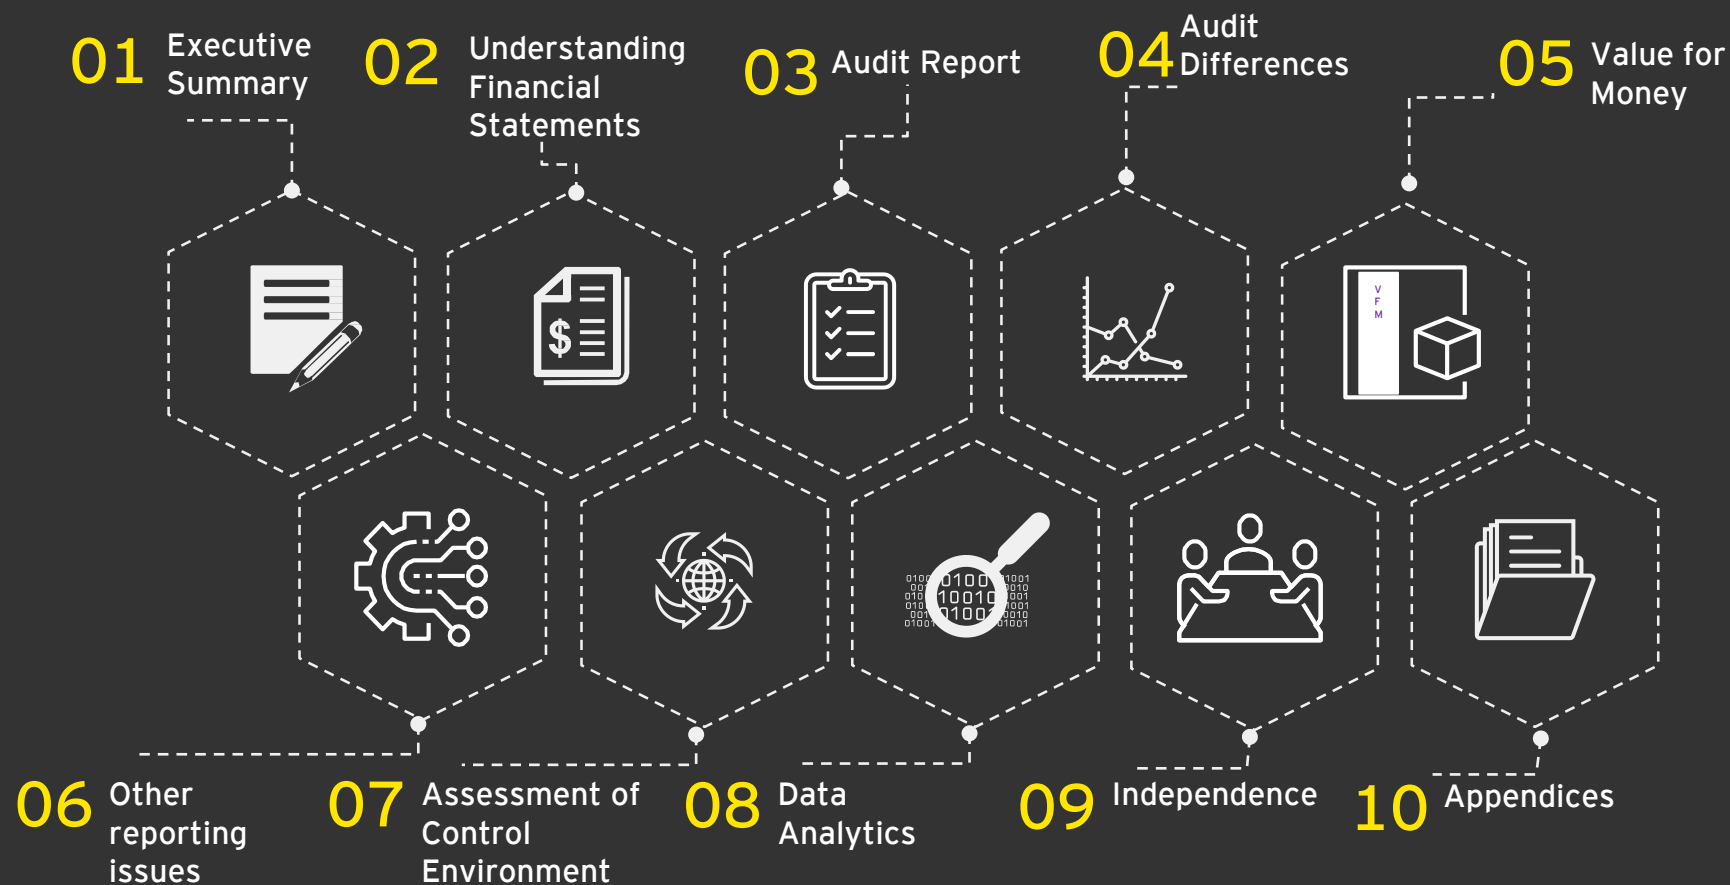 01 Executive
Summary
02 Understanding
Financial
Statements
03 Audit Report
04 Audit
Differences
05 Value for
Money
$
V
F
M
06 Other
reporting
issues
07 Assessment of
Control
Environment
08 Data
Analytics
09 Independence
10 Appendices